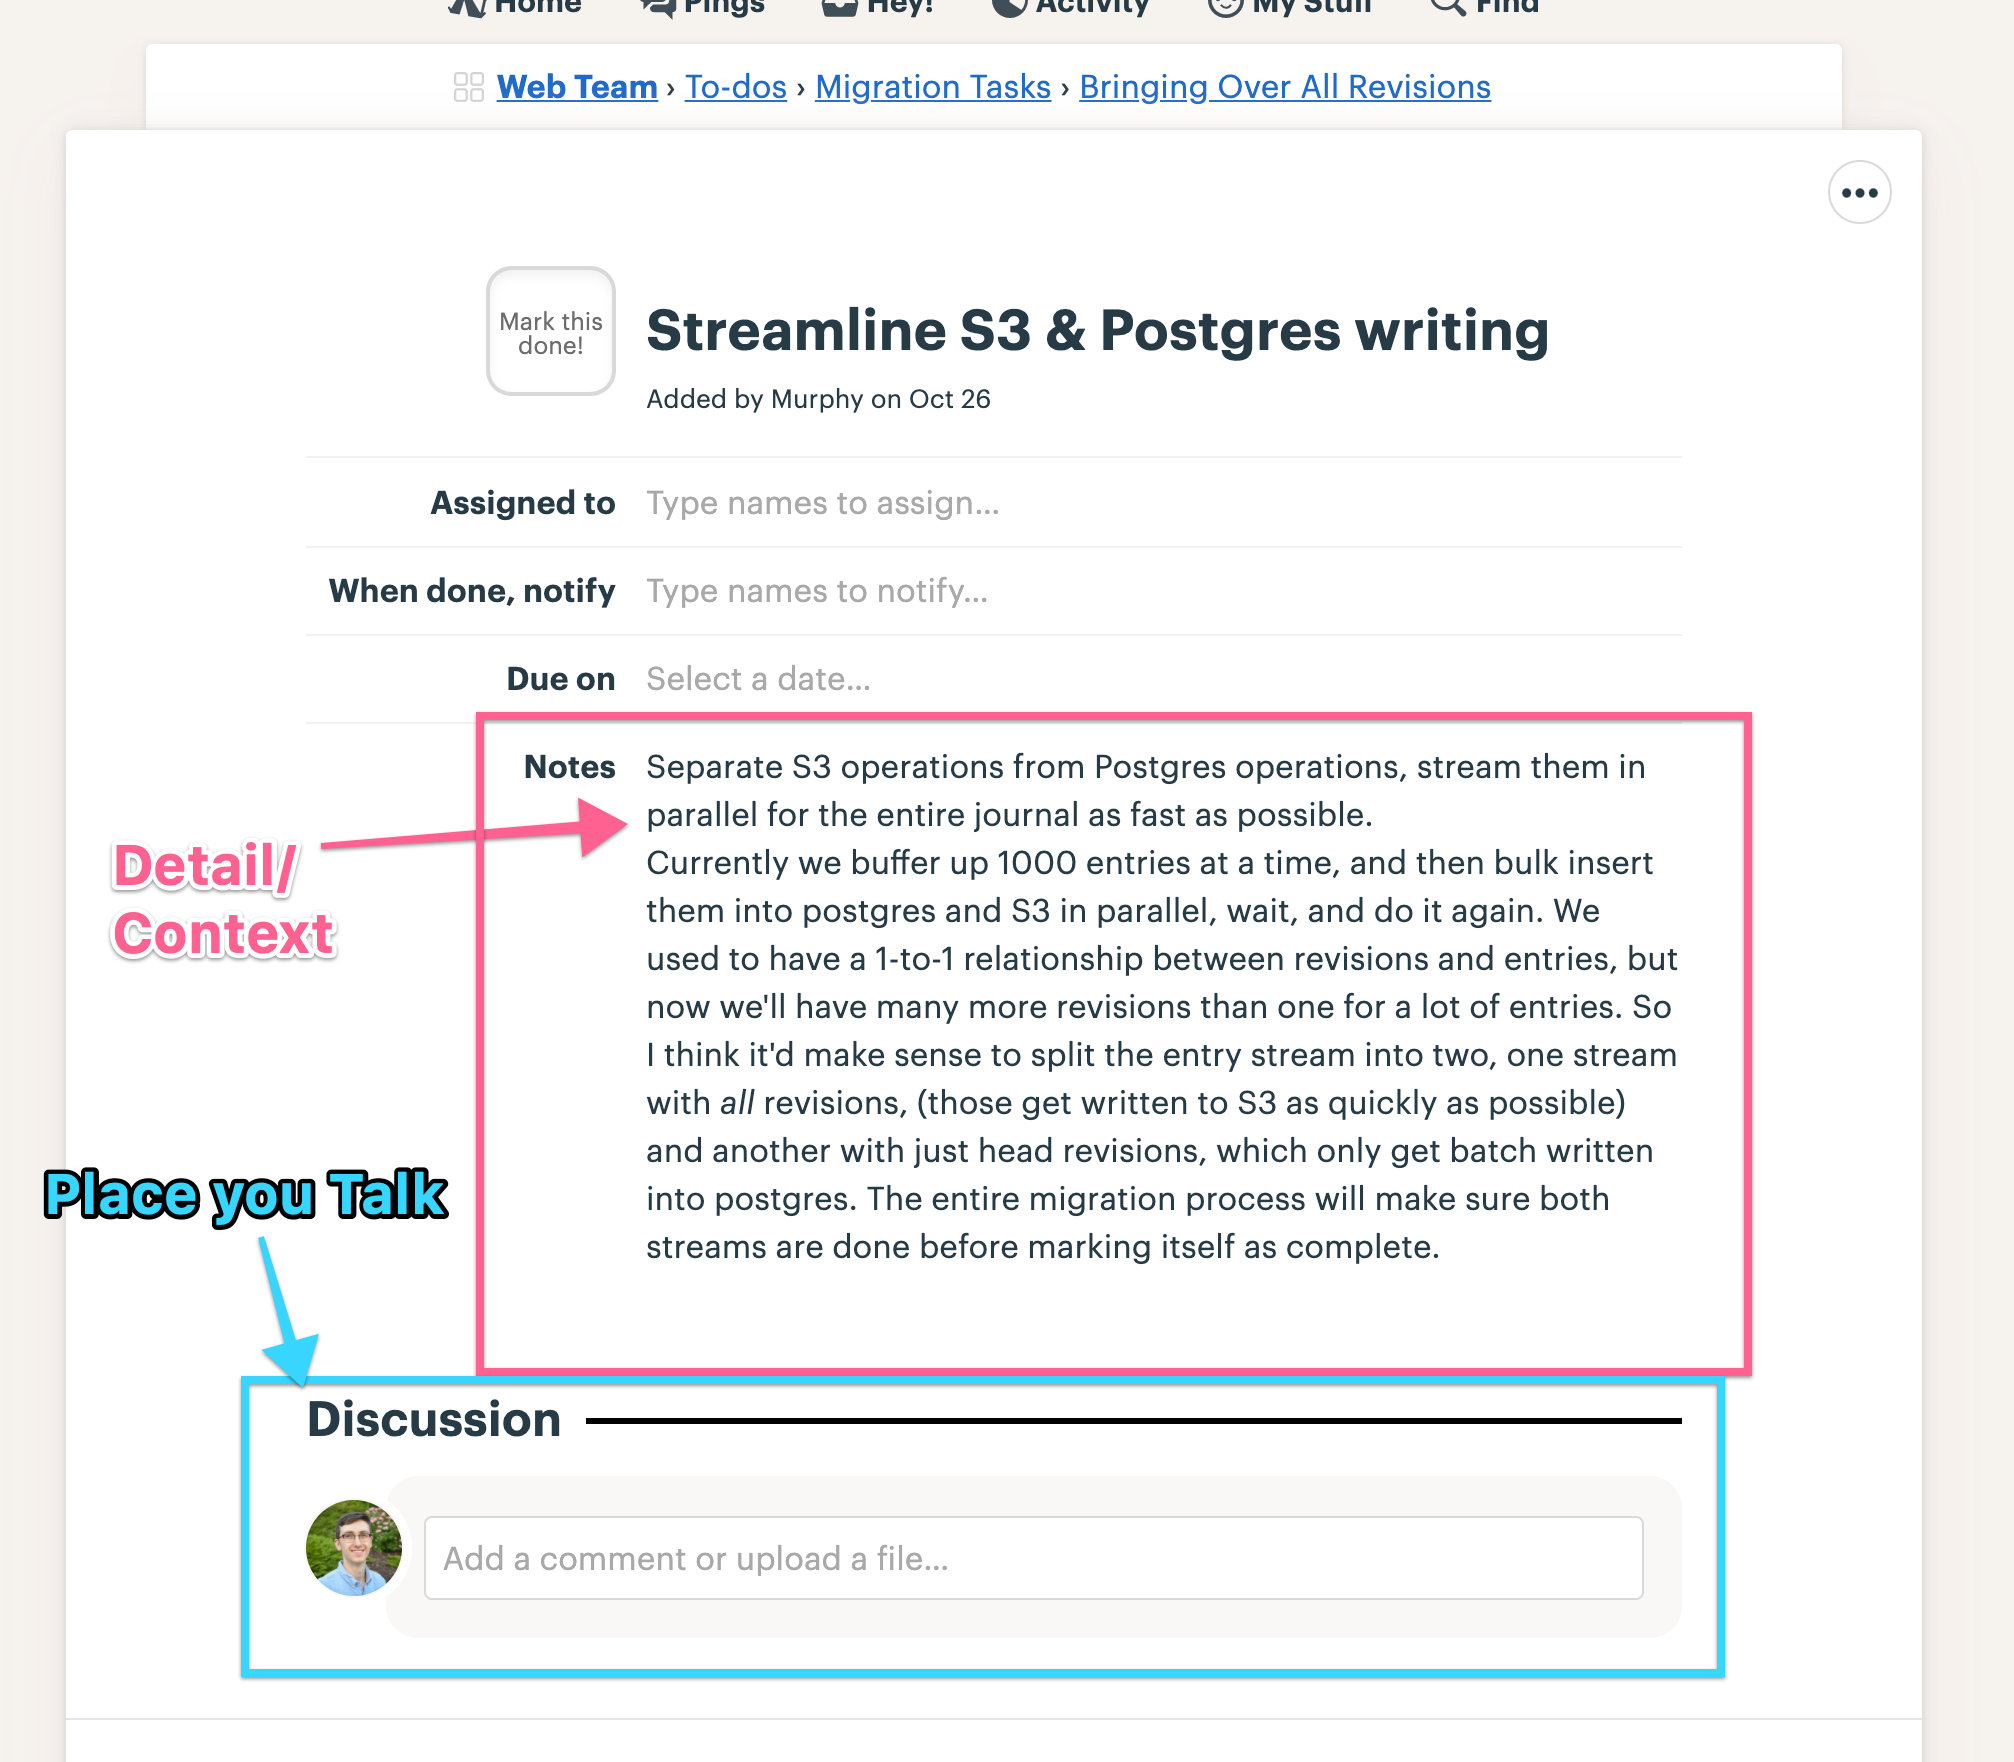 Home Pings Hey! Activity My Stuff Find
Web Team › To-dos › Migration Tasks › Bringing Over All Revisions
Mark this
done!
Streamline S3 & Postgres writing
Added by Murphy on Oct 26
Assigned to Type names to assign...
When done, notify Type names to notify...
Due on Select a date...
Notes Separate S3 operations from Postgres operations, stream them in
parallel for the entire journal as fast as possible.
Currently we buffer up 1000 entries at a time, and then bulk insert
them into postgres and S3 in parallel, wait, and do it again. We
used to have a 1-to-1 relationship between revisions and entries, but
now we'll have many more revisions than one for a lot of entries. So
I think it'd make sense to split the entry stream into two, one stream
with all revisions, (those get written to S3 as quickly as possible)
and another with just head revisions, which only get batch written
into postgres. The entire migration process will make sure both
streams are done before marking itself as complete.
Detail/
Context
Place you Talk
Discussion
Add a comment or upload a file...